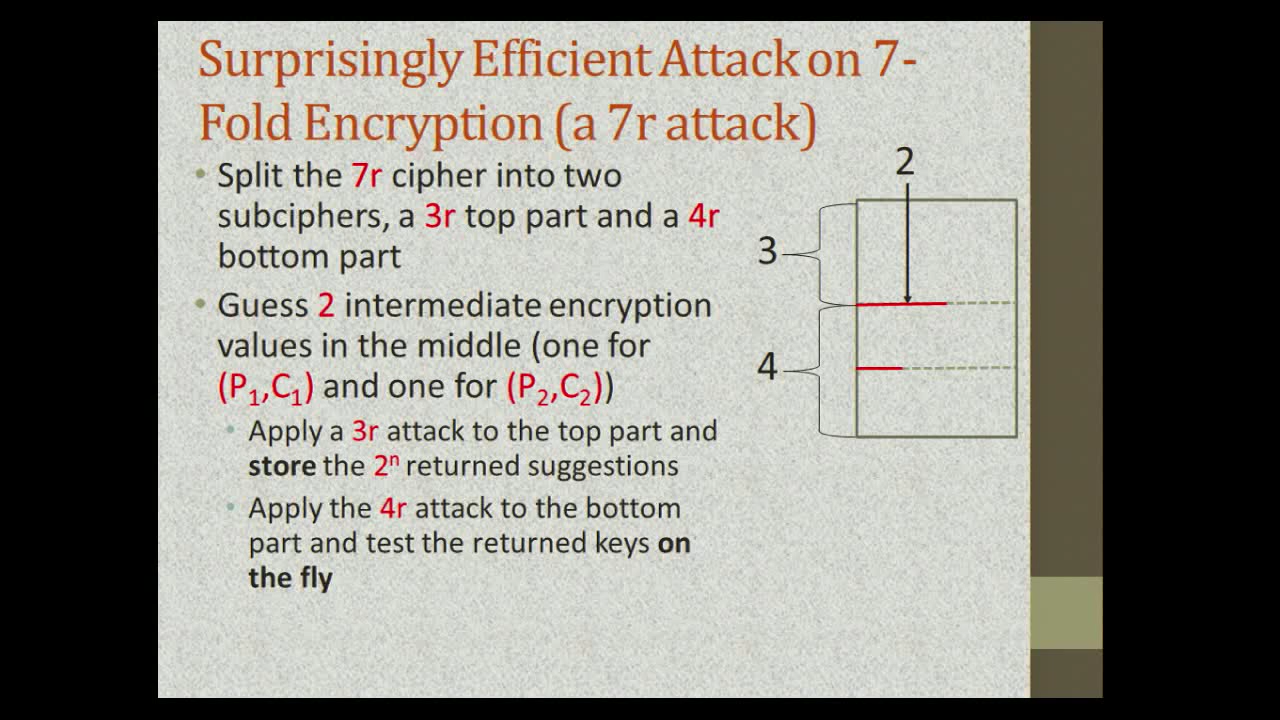 Surprisingly Efficient Attack on 7-
Fold Encryption (a 7r attack)
• Split the 7r cipher into two
subciphers, a 3r top part and a 4r
bottom part
• Guess 2 intermediate encryption
values in the middle (one for
(P₁,C₁) and one for (P₂,C₂))
• Apply a 3r attack to the top part and
store the 2ⁿ returned suggestions
• Apply the 4r attack to the bottom
part and test the returned keys on
the fly
2
3
4